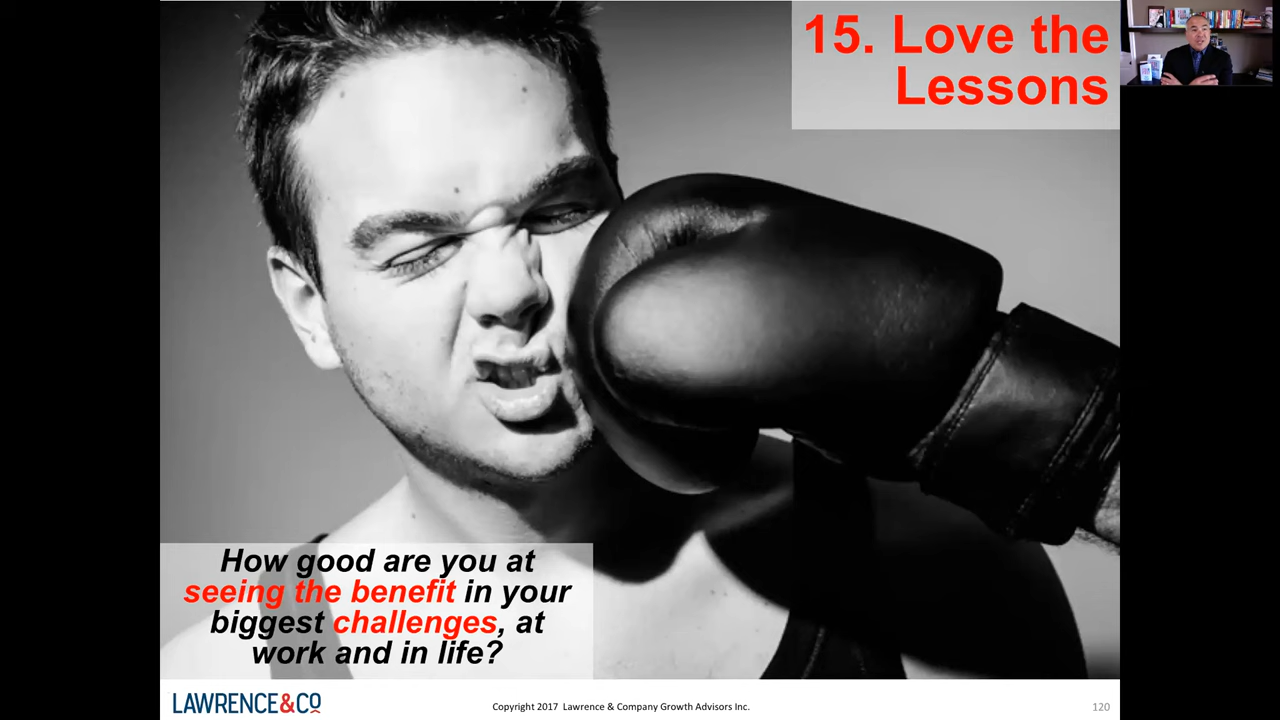 15. Love the
Lessons
How good are you at
seeing the benefit in your
biggest challenges, at
work and in life?
LAWRENCE&CO
Copyright 2017 Lawrence & Company Growth Advisors Inc.
120